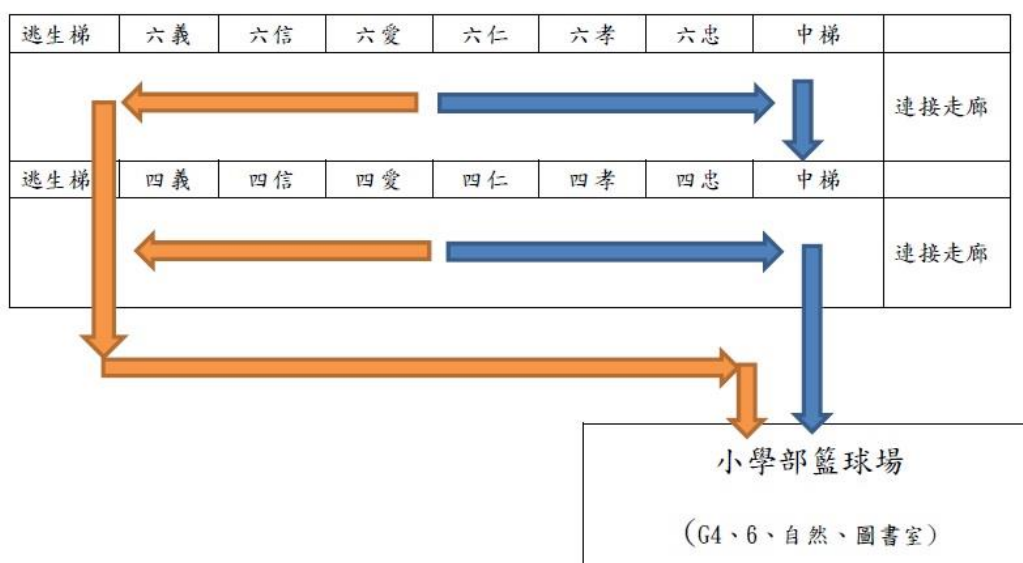 逃生梯 六義 六信 六愛 六仁 六孝 六忠 中梯
連接走廊
逃生梯 四義 四信 四愛 四仁 四孝 四忠 中梯
連接走廊
小學部籃球場
(G4、6、自然、圖書室)